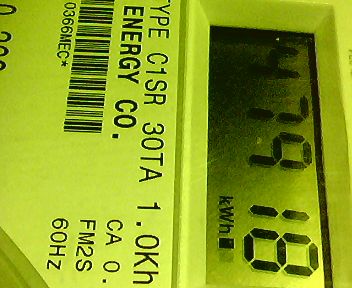 47918
kWh
TYPE C1SR 30TA 1.0Kh
ENERGY CO. CA 0.
FM2S
0366MEC* 60Hz